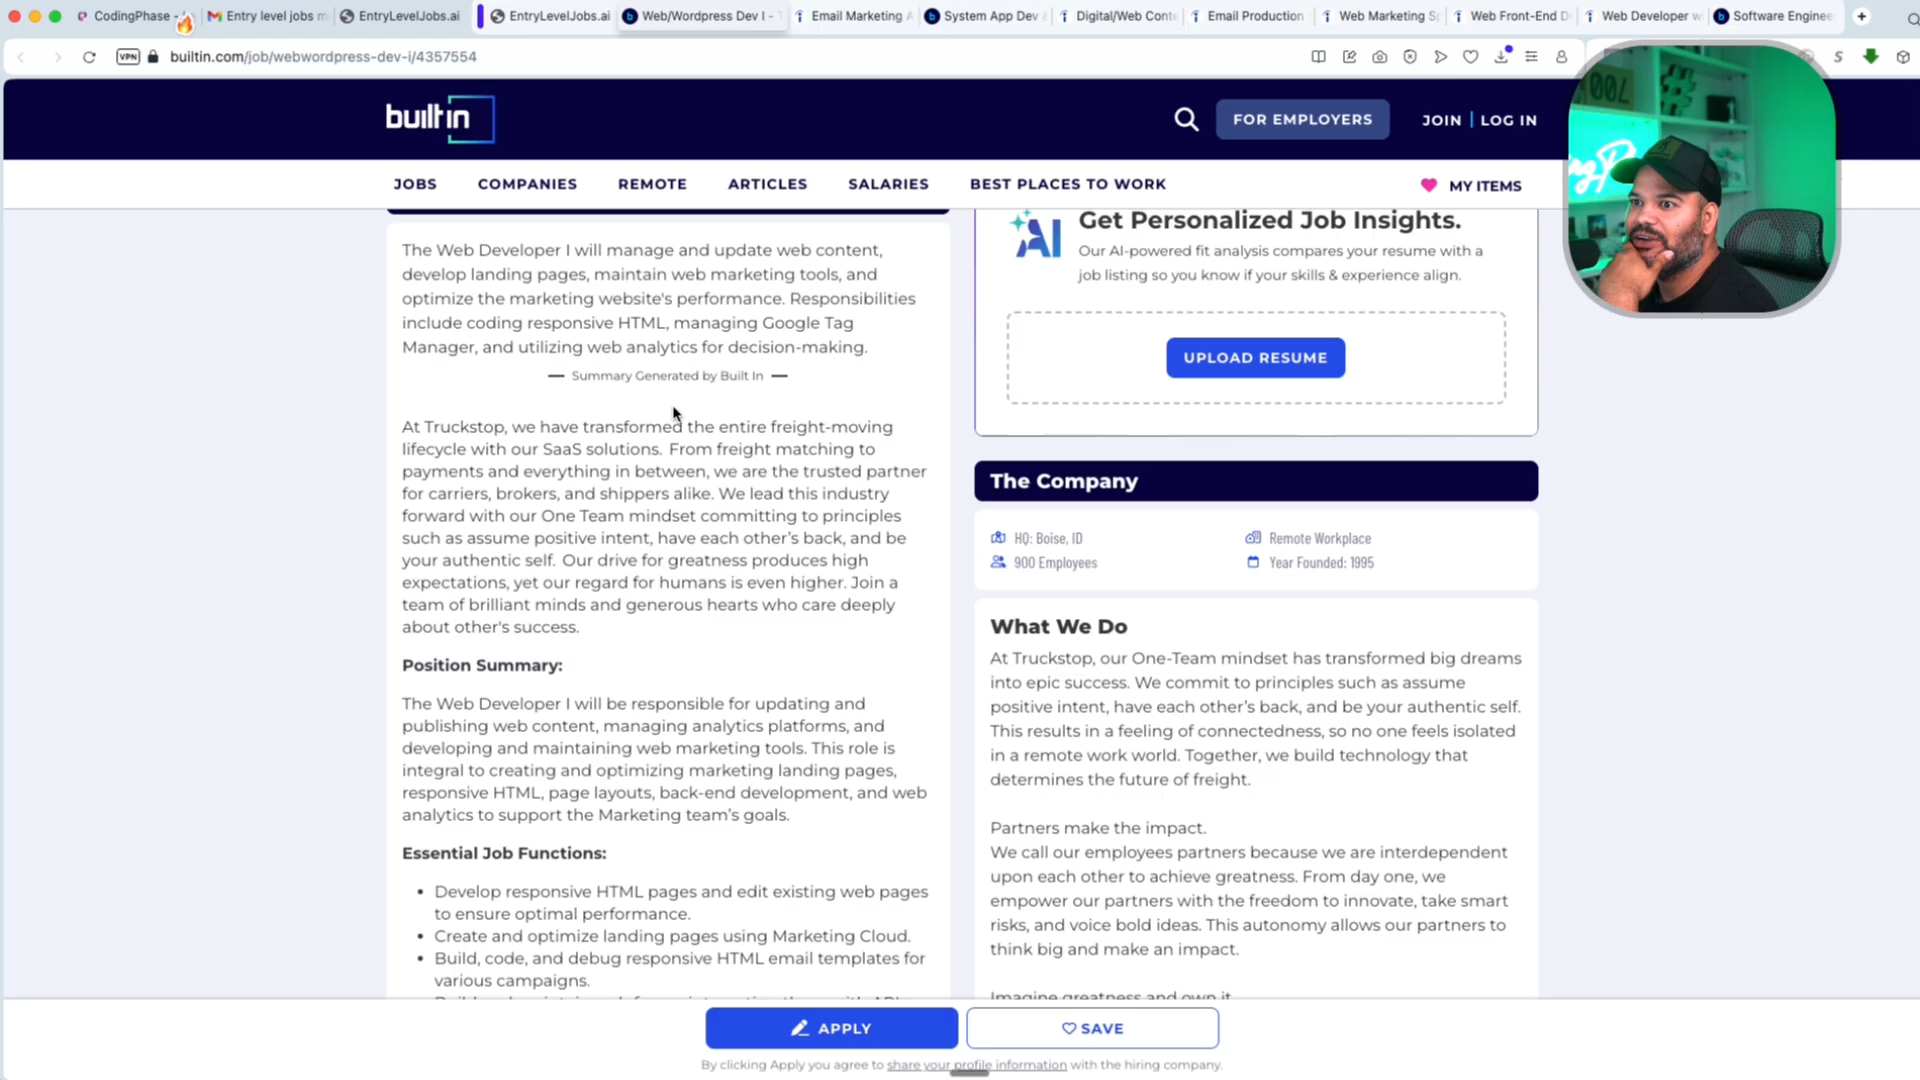 CodingPhase -
Entry level jobs m
EntryLevelJobs.ai
EntryLevelJobs.ai
Web/Wordpress Dev I -
Email Marketing
System App Dev
Digital/Web Conte
Email Production
Web Marketing Sp
Web Front-End D
Web Developer w
Software Enginee
VPN
builtin.com/job/webwordpress-dev-i/4357554
builtin
FOR EMPLOYERS
JOIN | LOG IN
JOBS
COMPANIES
REMOTE
ARTICLES
SALARIES
BEST PLACES TO WORK
MY ITEMS
The Web Developer I will manage and update web content,
develop landing pages, maintain web marketing tools, and
optimize the marketing website's performance. Responsibilities
include coding responsive HTML, managing Google Tag
Manager, and utilizing web analytics for decision-making.
Summary Generated by Built In
At Truckstop, we have transformed the entire freight-moving
lifecycle with our SaaS solutions. From freight matching to
payments and everything in between, we are the trusted partner
for carriers, brokers, and shippers alike. We lead this industry
forward with our One Team mindset committing to principles
such as assume positive intent, have each other's back, and be
your authentic self. Our drive for greatness produces high
expectations, yet our regard for humans is even higher. Join a
team of brilliant minds and generous hearts who care deeply
about other's success.
Position Summary:
The Web Developer I will be responsible for updating and
publishing web content, managing analytics platforms, and
developing and maintaining web marketing tools. This role is
integral to creating and optimizing marketing landing pages,
responsive HTML, page layouts, back-end development, and web
analytics to support the Marketing team's goals.
Essential Job Functions:
• Develop responsive HTML pages and edit existing web pages
to ensure optimal performance.
• Create and optimize landing pages using Marketing Cloud.
• Build, code, and debug responsive HTML email templates for
various campaigns.
AI
Get Personalized Job Insights.
Our AI-powered fit analysis compares your resume with a
job listing so you know if your skills & experience align.
UPLOAD RESUME
The Company
HQ: Boise, ID
Remote Workplace
900 Employees
Year Founded: 1995
What We Do
At Truckstop, our One-Team mindset has transformed big dreams
into epic success. We commit to principles such as assume
positive intent, have each other's back, and be your authentic self.
This results in a feeling of connectedness, so no one feels isolated
in a remote work world. Together, we build technology that
determines the future of freight.
Partners make the impact.
We call our employees partners because we are interdependent
upon each other to achieve greatness. From day one, we
empower our partners with the freedom to innovate, take smart
risks, and voice bold ideas. This autonomy allows our partners to
think big and make an impact.
Imagine greatness and own it
APPLY
SAVE
By clicking Apply you agree to share your profile information with the hiring company.